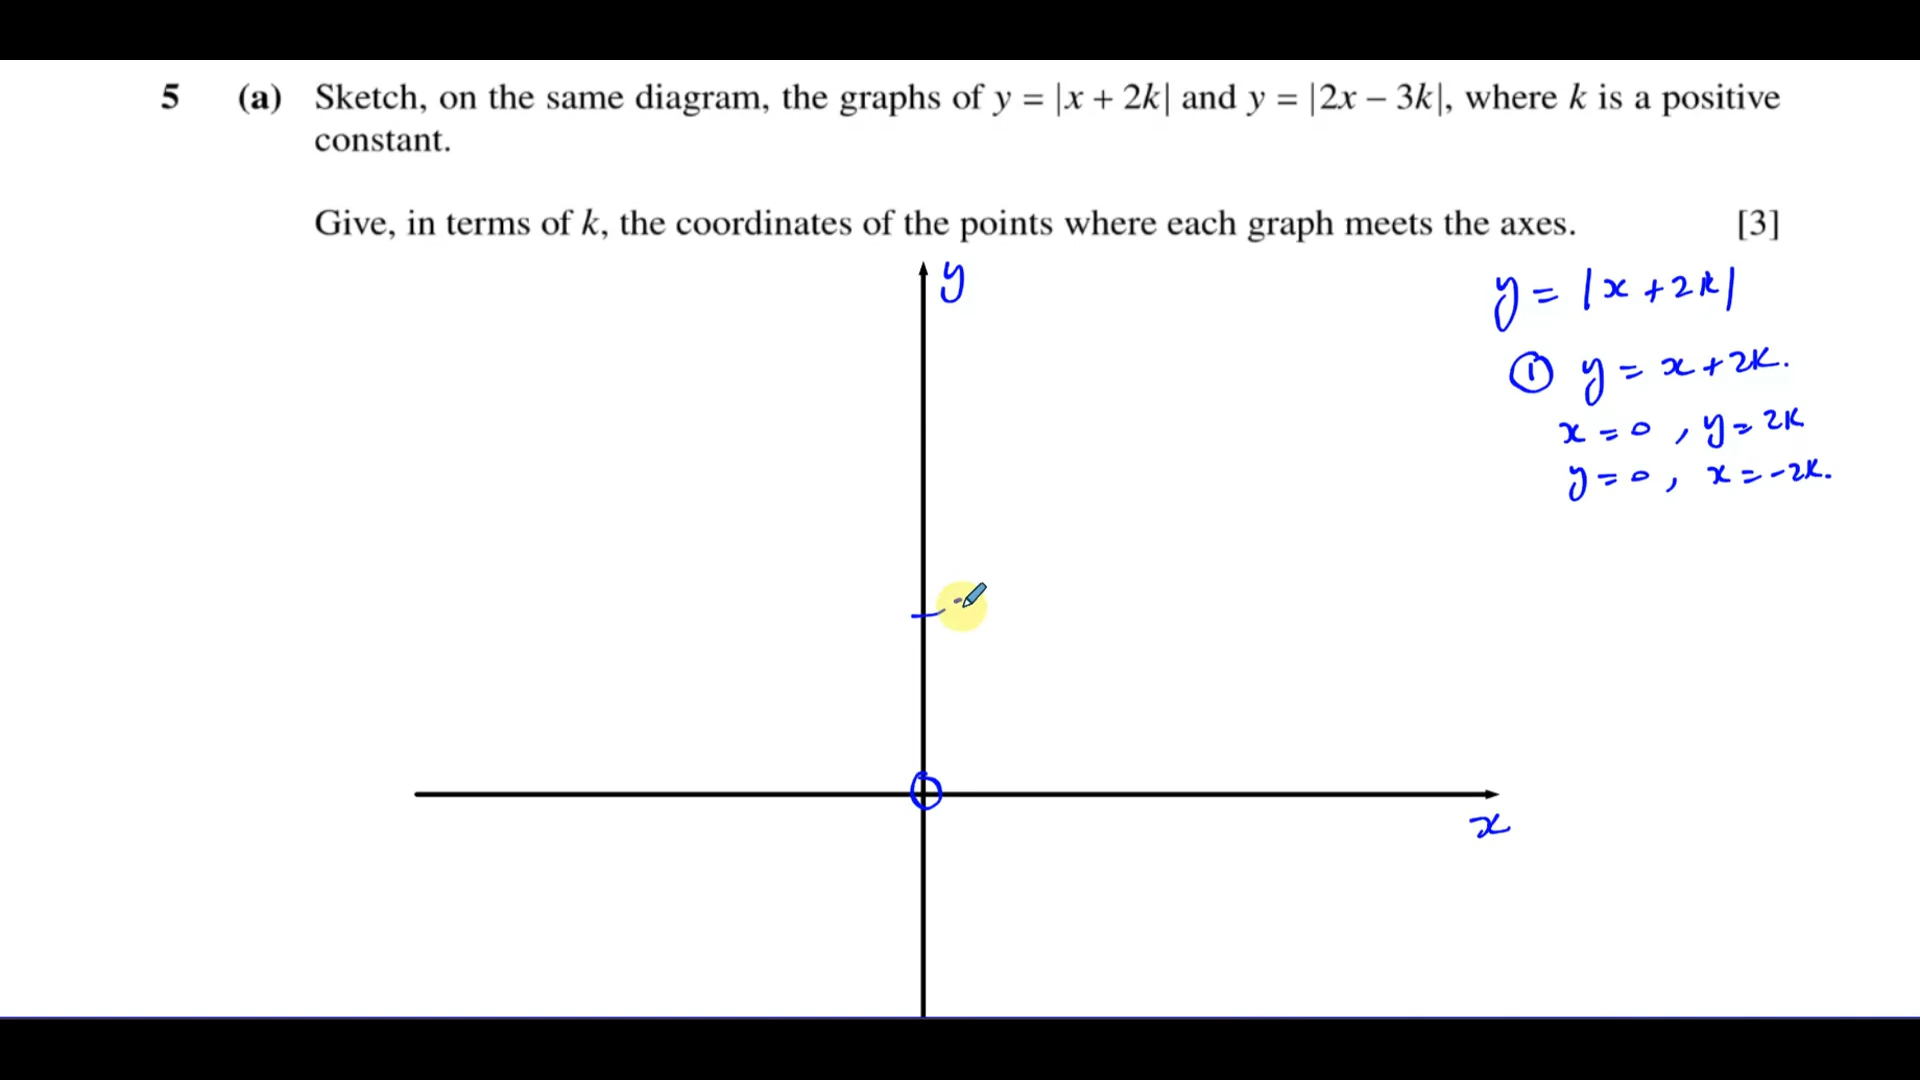 5 (a) Sketch, on the same diagram, the graphs of y = |x + 2k| and y = |2x – 3k|, where k is a positive
constant.
Give, in terms of k, the coordinates of the points where each graph meets the axes. [3]
y
y = |x + 2k|
① y = x + 2k.
x = 0 , y = 2k
y = 0 , x = -2k.
x